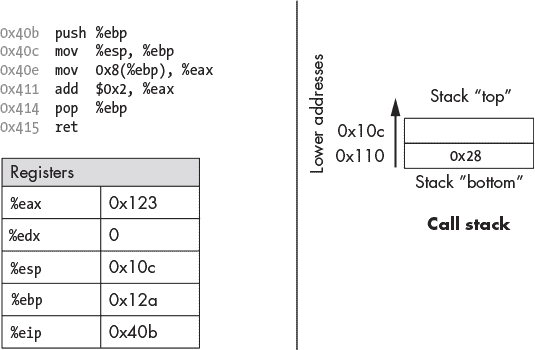 0x40b push %ebp
0x40c mov %esp, %ebp
0x40e mov 0x8(%ebp), %eax
0x411 add $0x2, %eax
0x414 pop %ebp
0x415 ret
Registers
%eax 0x123
%edx 0
%esp 0x10c
%ebp 0x12a
%eip 0x40b
Lower addresses
Stack “top”
0x10c
0x110 0x28
Stack “bottom”
Call stack